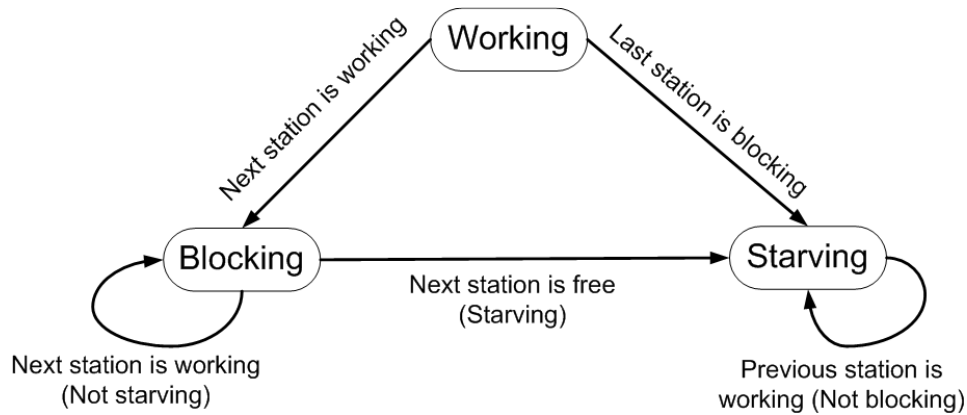 Working
Next station is working
Last station is blocking
Blocking
Starving
Next station is free
(Starving)
Next station is working
(Not starving)
Previous station is
working (Not blocking)